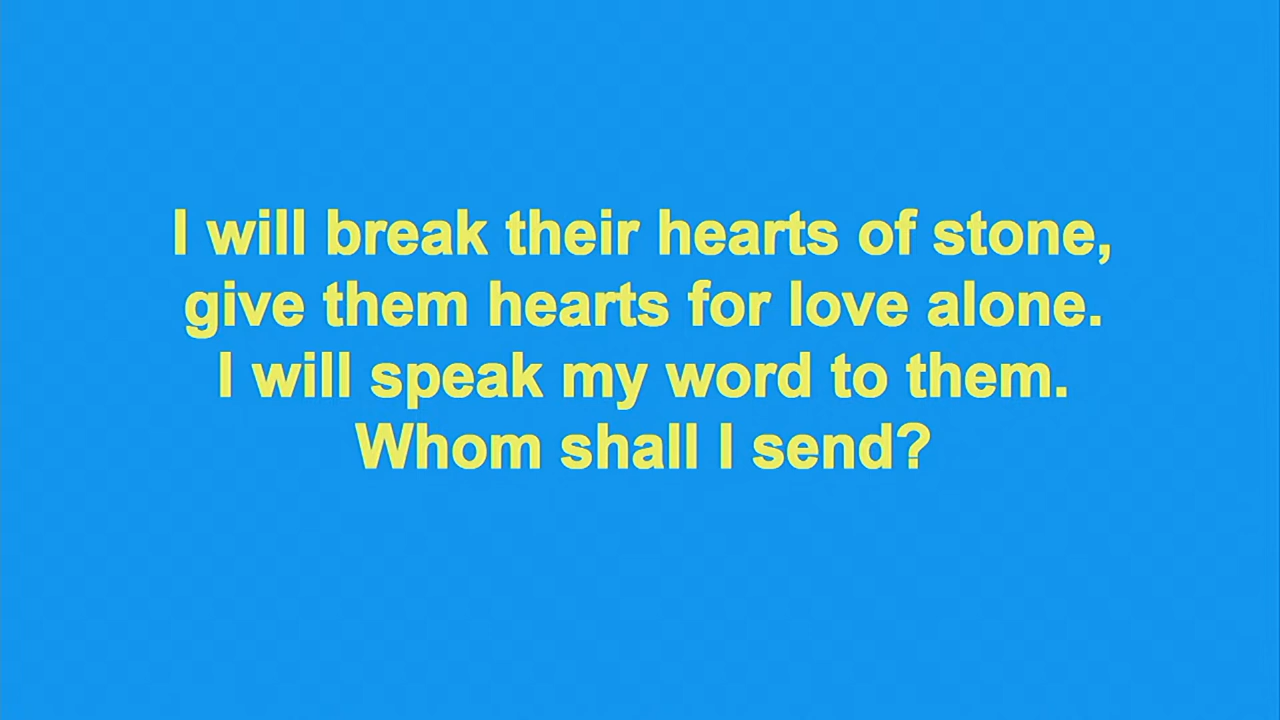 I will break their hearts of stone,
give them hearts for love alone.
I will speak my word to them.
Whom shall I send?